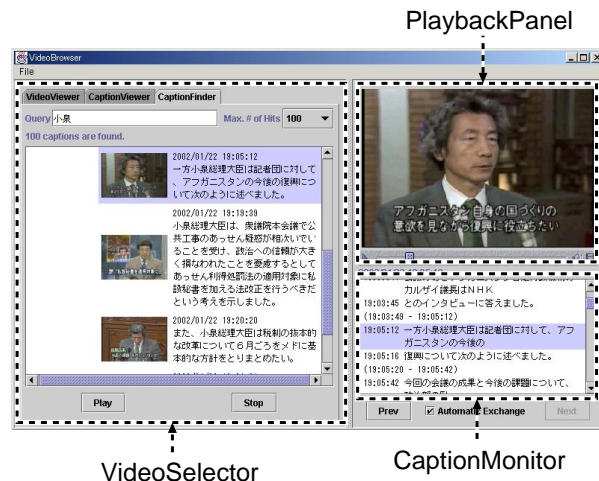 PlaybackPanel
VideoBrowser
File
VideoViewer CaptionViewer CaptionFinder
Query 小泉 Max. # of Hits 100
100 captions are found.
2002/01/22 19:05:12
一方小泉総理大臣は記者団に対して
、アフガニスタンの今後の復興につ
いて次のように述べました。
2002/01/22 19:19:39
小泉総理大臣は、衆議院本会議で公
共工事のあっせん疑惑が相次いでい
ることを受け、政治への信頼が大き
く損なわれたことを憂慮するとして
あっせん利得処罰法の適用対象に私
設秘書を加える法改正を行うべきだ
という考えを示しました。
2002/01/22 19:20:20
また、小泉総理大臣は税制の抜本的
な改革について6月ごろをメドに基
本的な方針をとりまとめたい。
Play Stop
アフガニスタン自身の国づくりの
意欲を見ながら復興に役立ちたい
カルザイ議長はNHK
19:03:45 とのインタビューに答えました。
(19:03:49 - 19:05:12)
19:05:12 一方小泉総理大臣は記者団に対して、アフ
ガニスタンの今後の
19:05:16 復興について次のように述べました。
(19:05:20 - 19:05:42)
19:05:42 今回の会議の成果と今後の課題について、
Prev Automatic Exchange Next
VideoSelector
CaptionMonitor